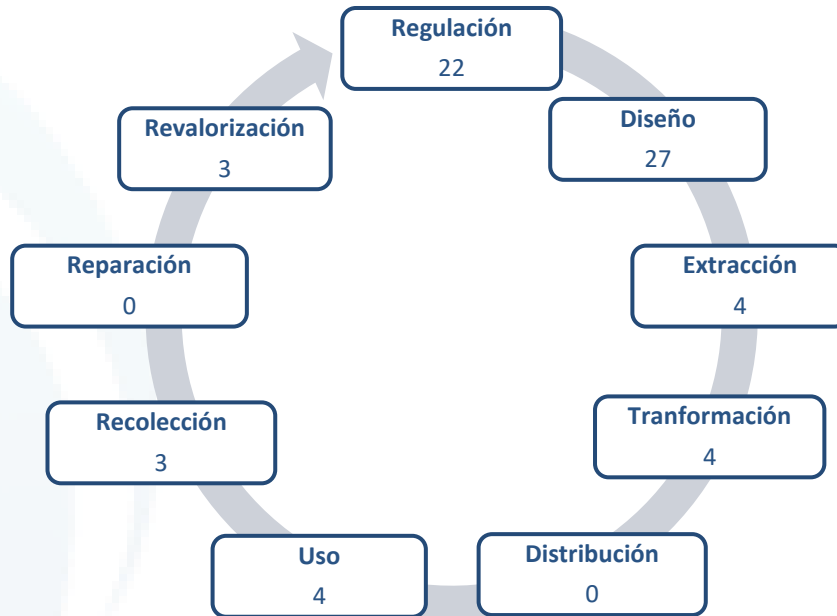 Regulación
22
Diseño
27
Extracción
4
Tranformación
4
Distribución
0
Uso
4
Recolección
3
Reparación
0
Revalorización
3